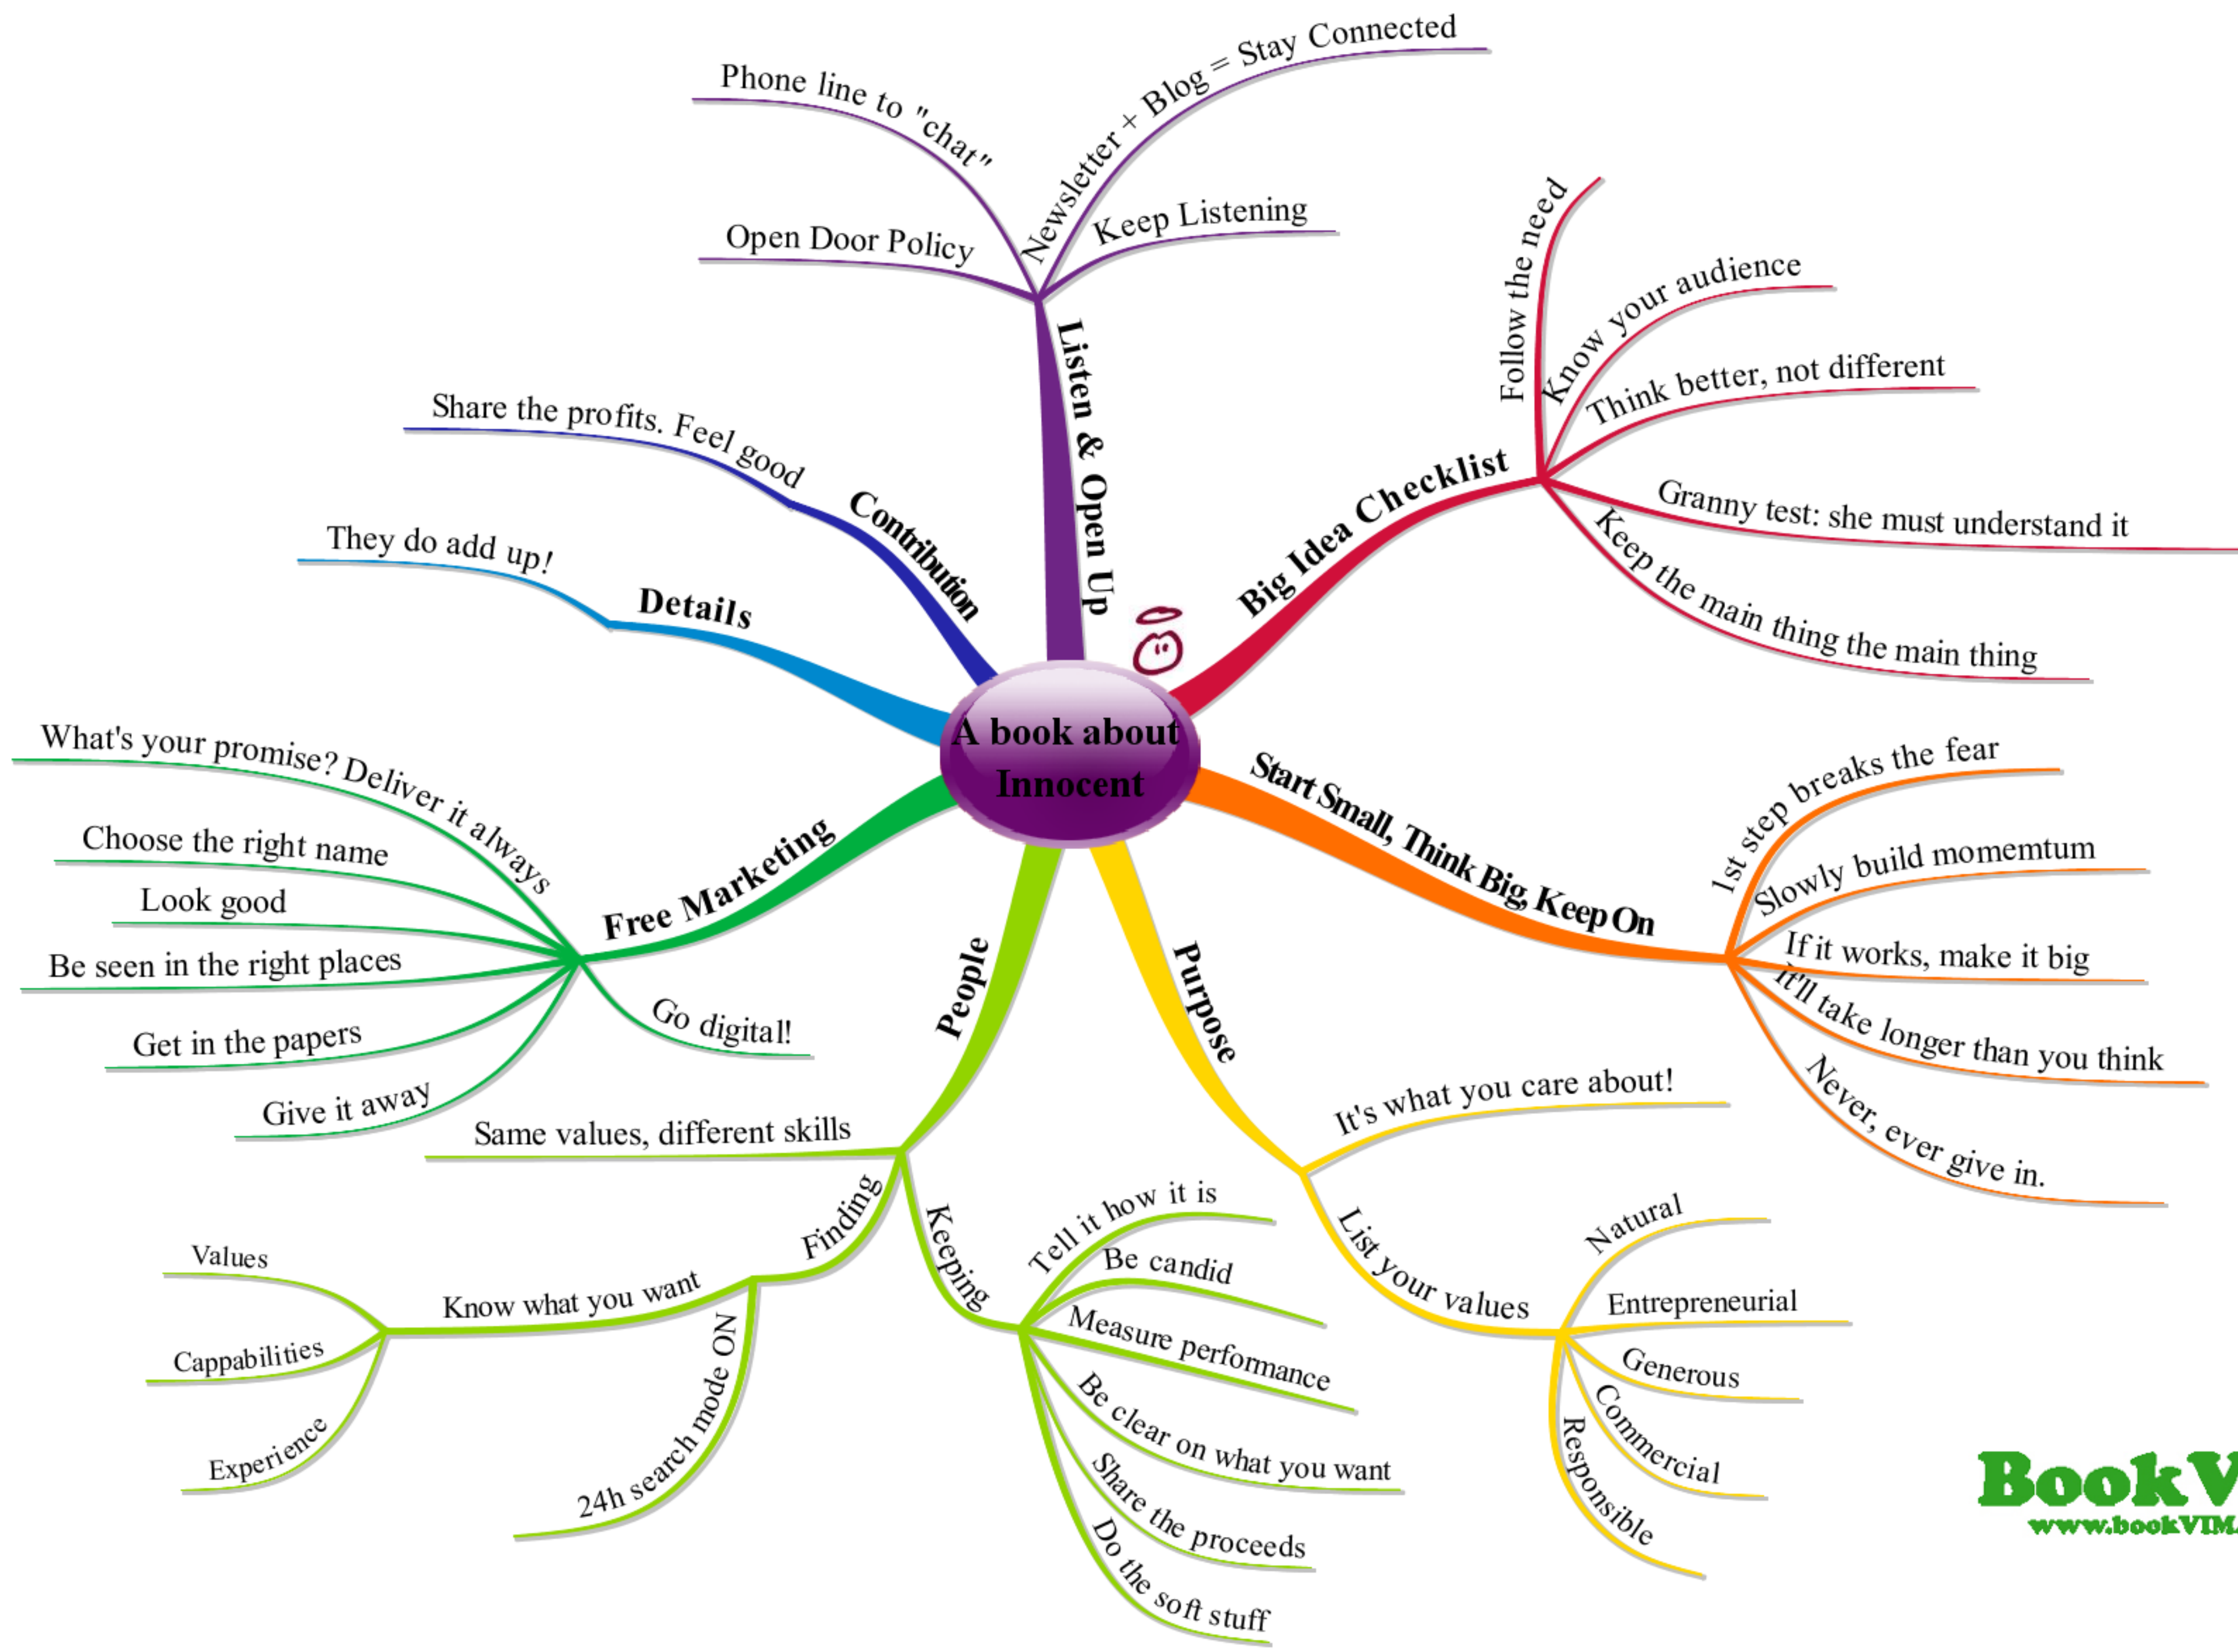 A book about
Innocent
Big Idea Checklist
Follow the need
Know your audience
Think better, not different
Granny test: she must understand it
Keep the main thing the main thing
Start Small, Think Big, Keep On
1st step breaks the fear
Slowly build momemtum
If it works, make it big
It'll take longer than you think
Never, ever give in.
Purpose
It's what you care about!
List your values
Natural
Entrepreneurial
Generous
Commercial
Responsible
People
Same values, different skills
Finding
Know what you want
Values
Cappabilities
Experience
24h search mode ON
Keeping
Tell it how it is
Be candid
Measure performance
Be clear on what you want
Share the proceeds
Do the soft stuff
Free Marketing
What's your promise? Deliver it always
Choose the right name
Look good
Be seen in the right places
Get in the papers
Give it away
Go digital!
Details
They do add up!
Contribution
Share the profits. Feel good
Listen & Open Up
Open Door Policy
Phone line to "chat"
Newsletter + Blog = Stay Connected
Keep Listening
BookV
www.bookVIM.